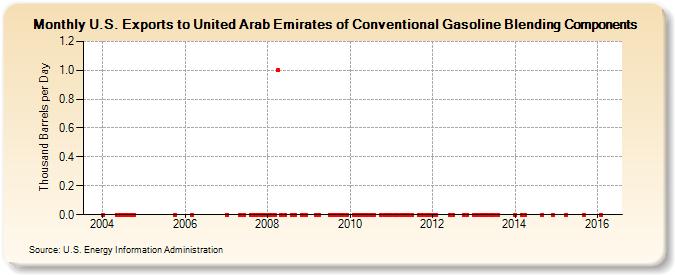 Monthly U.S. Exports to United Arab Emirates of Conventional Gasoline Blending Components
Thousand Barrels per Day
1.2
1.0
0.8
0.6
0.4
0.2
0.0
2004 2006 2008 2010 2012 2014 2016
Source: U.S. Energy Information Administration